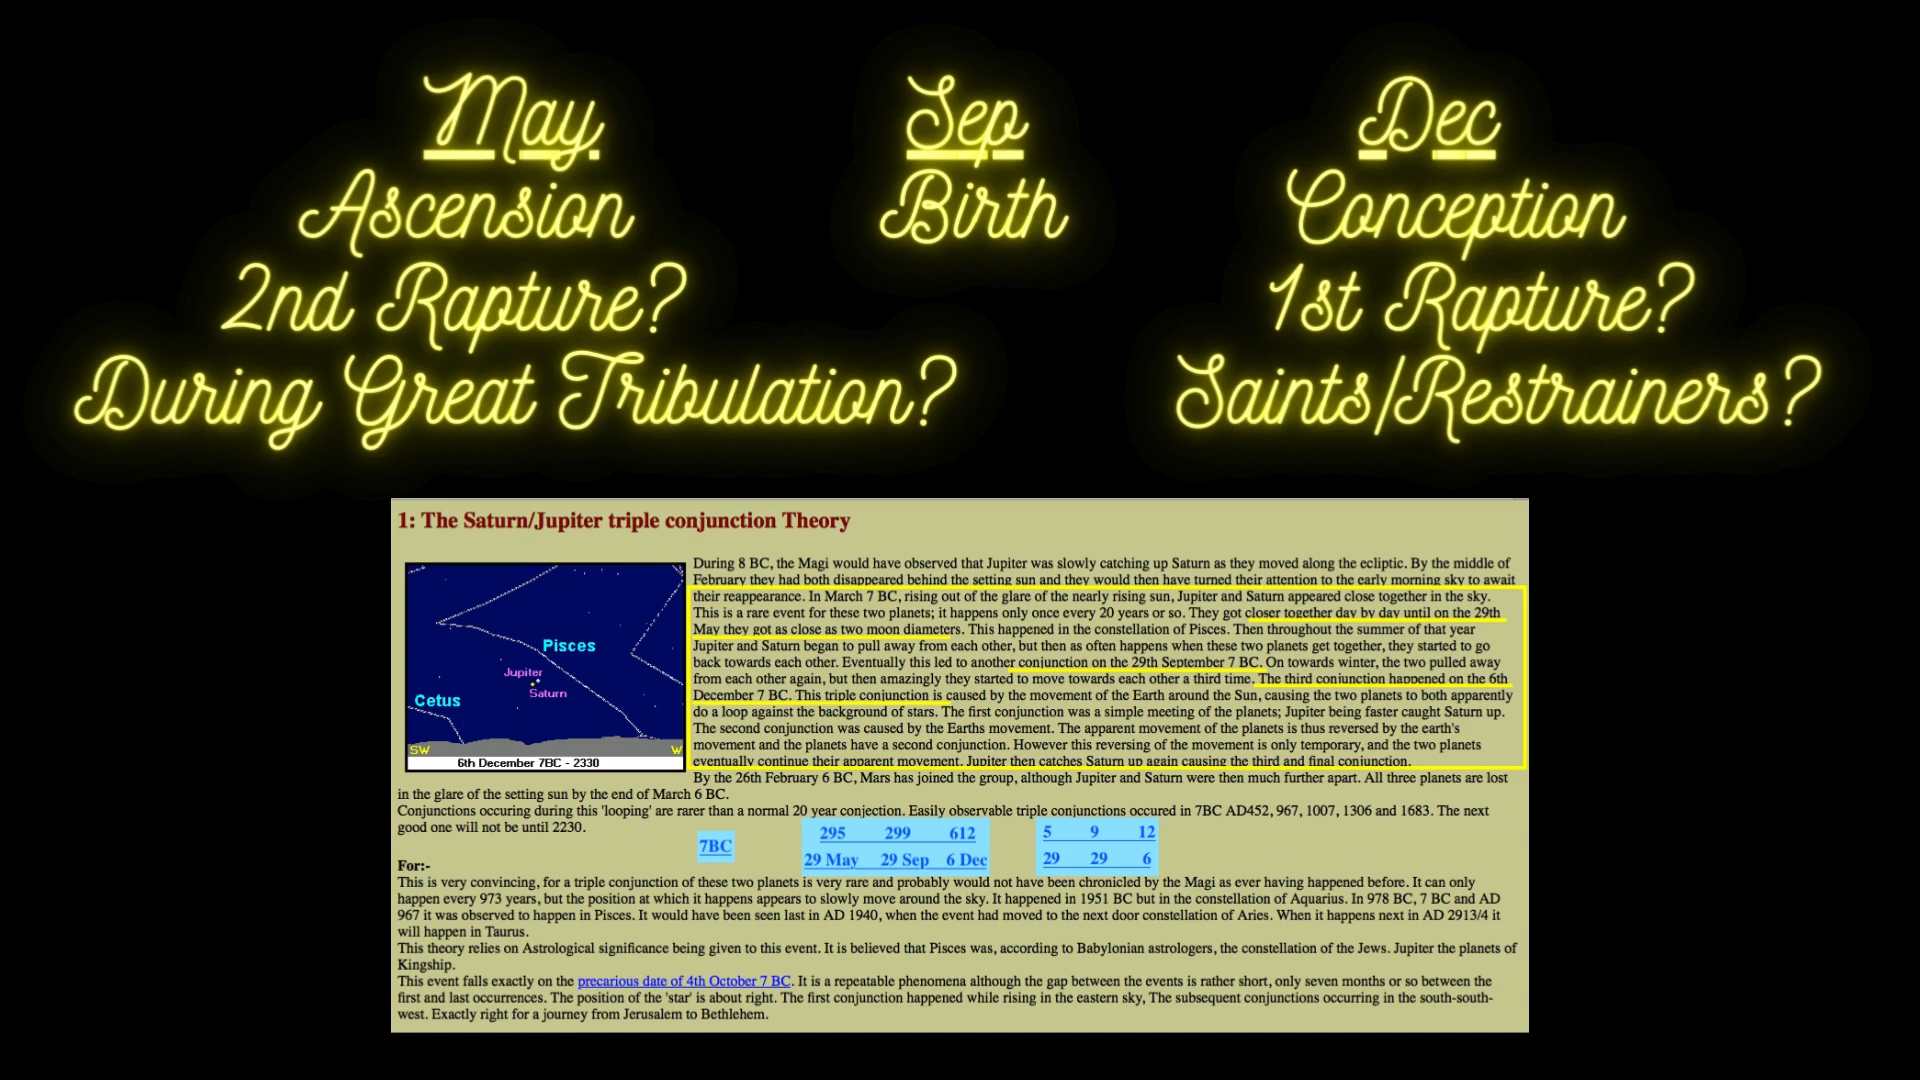 May
Ascension
2nd Rapture?
During Great Tribulation?
Sep
Birth
Dec
Conception
1st Rapture?
Saints/Restrainers?
1: The Saturn/Jupiter triple conjunction Theory
Pisces
Jupiter
Saturn
Cetus
SW
W
6th December 7BC - 2330
During 8 BC, the Magi would have observed that Jupiter was slowly catching up Saturn as they moved along the ecliptic. By the middle of
February they had both disappeared behind the setting sun and they would then have turned their attention to the early morning sky to await
their reappearance. In March 7 BC, rising out of the glare of the nearly rising sun, Jupiter and Saturn appeared close together in the sky.
This is a rare event for these two planets; it happens only once every 20 years or so. They got closer together day by day until on the 29th
May they got as close as two moon diameters. This happened in the constellation of Pisces. Then throughout the summer of that year
Jupiter and Saturn began to pull away from each other, but then as often happens when these two planets get together, they started to go
back towards each other. Eventually this led to another conjunction on the 29th September 7 BC. On towards winter, the two pulled away
from each other again, but then amazingly they started to move towards each other a third time. The third conjunction happened on the 6th
December 7 BC. This triple conjunction is caused by the movement of the Earth around the Sun, causing the two planets to both apparently
do a loop against the background of stars. The first conjunction was a simple meeting of the planets; Jupiter being faster caught Saturn up.
The second conjunction was caused by the Earths movement. The apparent movement of the planets is thus reversed by the earth's
movement and the planets have a second conjunction. However this reversing of the movement is only temporary, and the two planets
eventually continue their apparent movement. Jupiter then catches Saturn up again causing the third and final conjunction.
By the 26th February 6 BC, Mars has joined the group, although Jupiter and Saturn were then much further apart. All three planets are lost
in the glare of the setting sun by the end of March 6 BC.
Conjunctions occuring during this 'looping' are rarer than a normal 20 year conjection. Easily observable triple conjunctions occured in 7BC AD452, 967, 1007, 1306 and 1683. The next
good one will not be until 2230.
7BC
295 299 612
29 May 29 Sep 6 Dec
5 9 12
29 29 6
For:-
This is very convincing, for a triple conjunction of these two planets is very rare and probably would not have been chronicled by the Magi as ever having happened before. It can only
happen every 973 years, but the position at which it happens appears to slowly move around the sky. It happened in 1951 BC but in the constellation of Aquarius. In 978 BC, 7 BC and AD
967 it was observed to happen in Pisces. It would have been seen last in AD 1940, when the event had moved to the next door constellation of Aries. When it happens next in AD 2913/4 it
will happen in Taurus.
This theory relies on Astrological significance being given to this event. It is believed that Pisces was, according to Babylonian astrologers, the constellation of the Jews. Jupiter the planets of
Kingship.
This event falls exactly on the precarious date of 4th October 7 BC. It is a repeatable phenomena although the gap between the events is rather short, only seven months or so between the
first and last occurrences. The position of the 'star' is about right. The first conjunction happened while rising in the eastern sky, The subsequent conjunctions occurring in the south-south-
west. Exactly right for a journey from Jerusalem to Bethlehem.